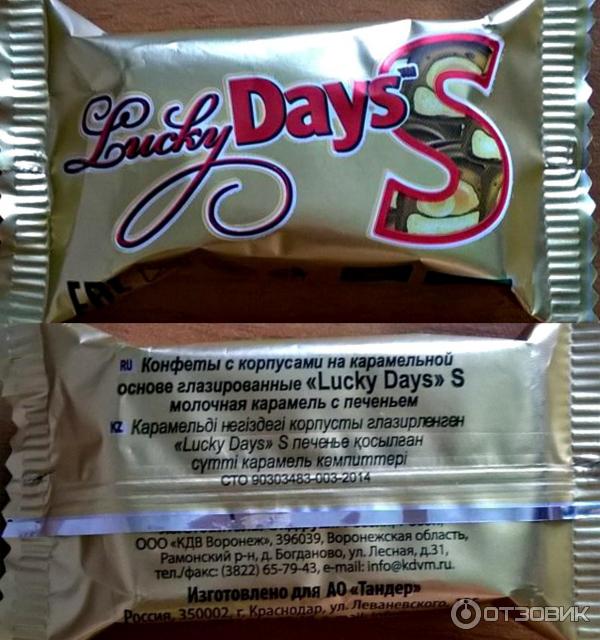 Lucky Days S
RU Конфеты с корпусами на карамельной
основе глазированные «Lucky Days» S
молочная карамель с печеньем
KZ Карамельді негіздегі корпусты глазирленген
«Lucky Days» S печенье қосылған
сүтті карамель кәмпиттері
СТО 90303483-003-2014
ООО «КДВ Воронеж», 396039, Воронежская область,
Рамонский р-н, д. Богданово, ул. Лесная, д.31,
тел./факс: (3822) 65-79-43, e-mail: info@kdvm.ru
Изготовлено для АО «Тандер»
Россия, 350002, г. Краснодар, ул. Леваневского,
ОТЗОВИК